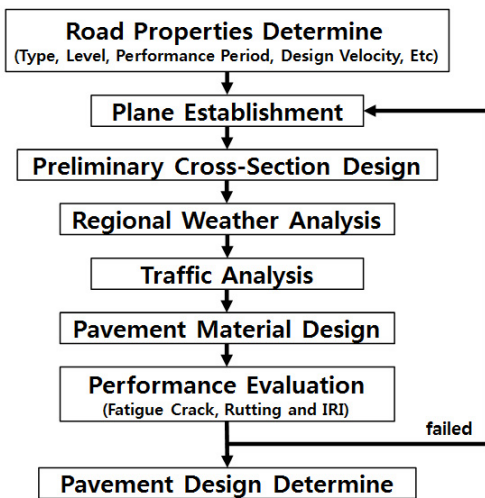 Road Properties Determine
(Type, Level, Performance Period, Design Velocity, Etc)
Plane Establishment
Preliminary Cross-Section Design
Regional Weather Analysis
Traffic Analysis
Pavement Material Design
Performance Evaluation
(Fatigue Crack, Rutting and IRI)
failed
Pavement Design Determine